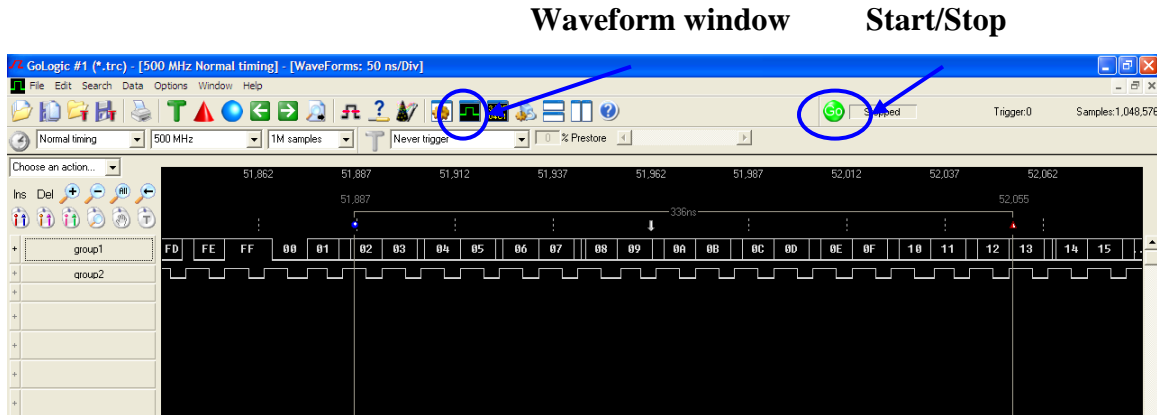 Waveform window Start/Stop
GoLogic #1 (*.trc) - [500 MHz Normal timing] - [WaveForms: 50 ns/Div]
File Edit Search Data Options Window Help
Go Stopped Trigger:0 Samples:1,048,576
Normal timing 500 MHz 1M samples Never trigger 0 % Prestore
Choose an action...
51,862 51,887 51,912 51,937 51,962 51,987 52,012 52,037 52,062
Ins Del All
51,887 52,055
336ns
group1 FD FE FF 00 01 02 03 04 05 06 07 08 09 0A 0B 0C 0D 0E 0F 10 11 12 13 14 15 ..
group2